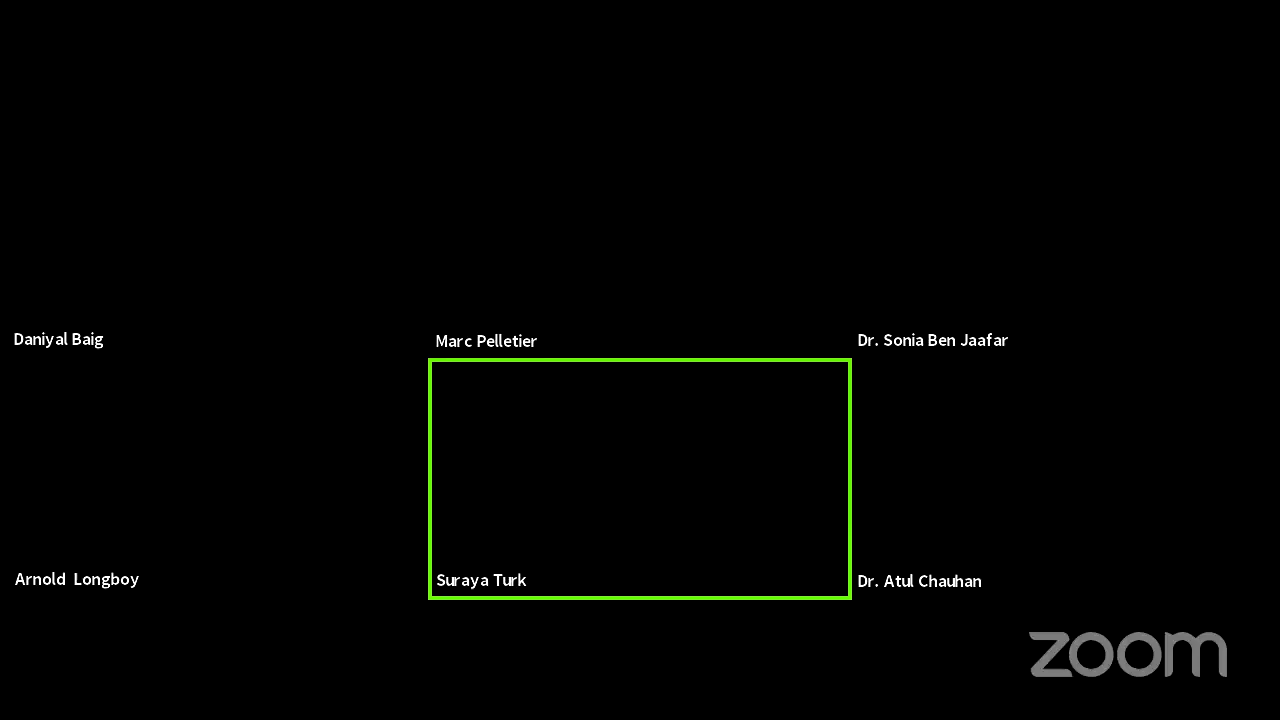 Daniyal Baig
Marc Pelletier
Dr. Sonia Ben Jaafar
Arnold Longboy
Suraya Turk
Dr. Atul Chauhan
zoom